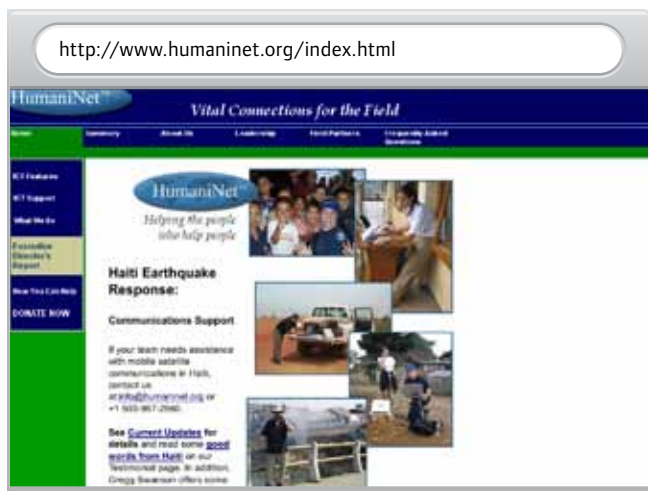 http://www.humaninet.org/index.html
HumaniNet
Vital Connections for the Field
Home
Summary
About Us
Leadership
Field Partners
Frequently Asked
Questions
ICT Features
ICT Support
What We Do
Executive
Director's
Report
How You Can Help
DONATE NOW
HumaniNet
Helping the people
who help people
Haiti Earthquake
Response:
Communications Support
If your team needs assistance
with mobile satellite
communications in Haiti,
contact us
at info@humaninet.org or
See Current Updates for
details and read some good
words from Haiti on our
Testimonial page. In addition,
Gregg Swanson offers some